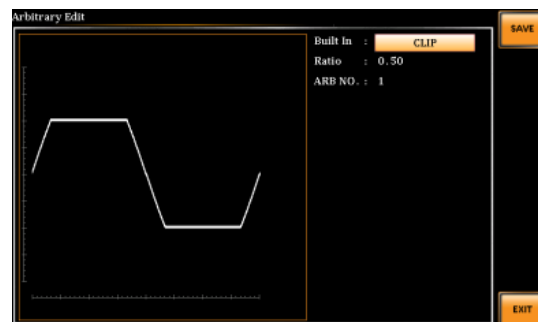 Arbitrary Edit
SAVE
Built In : CLIP
Ratio : 0.50
ARB NO. : 1
EXIT